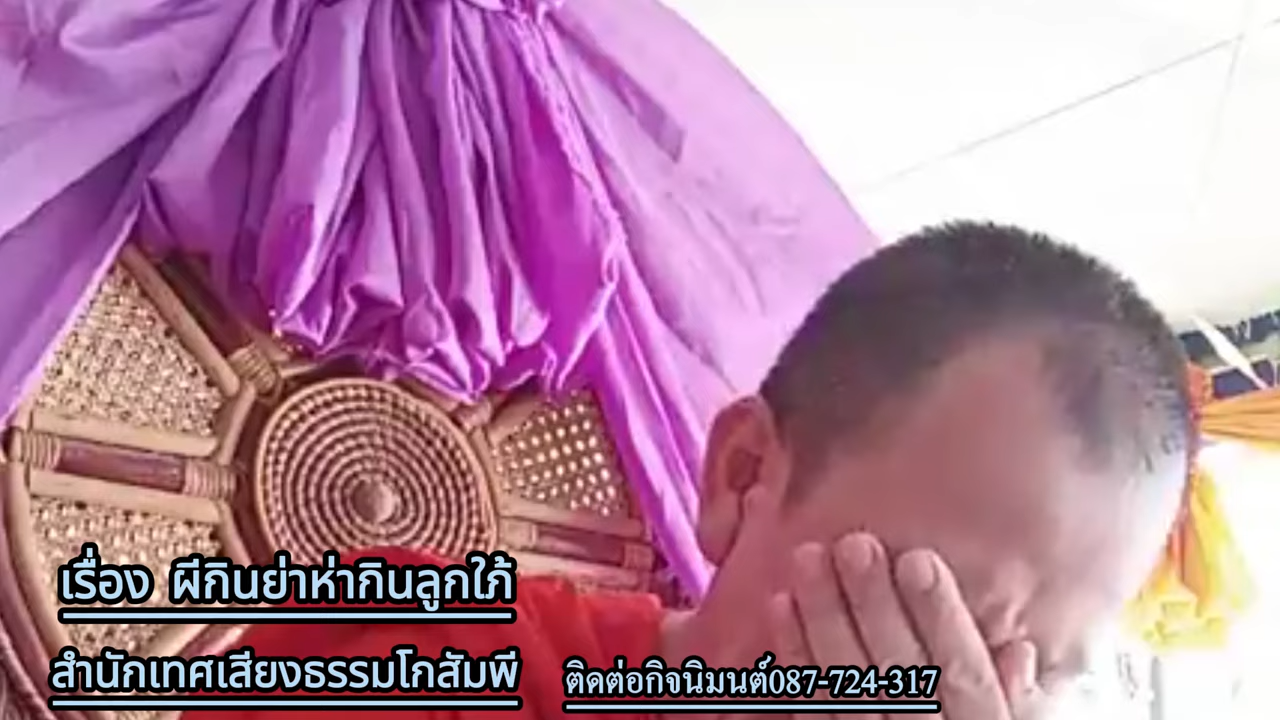 เรื่อง ผีกินย่าห่ากินลูกใภ้
สำนักเทศเสียงธรรมโกสัมพี
ติดต่อกิจนิมนต์087-724-317